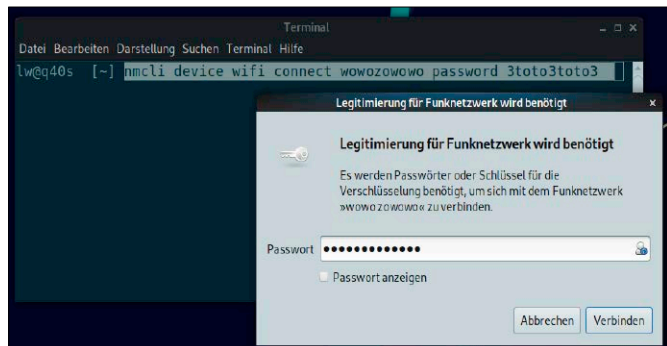 Terminal
Datei Bearbeiten Darstellung Suchen Terminal Hilfe
lw@q40s [~] nmcli device wifi connect wowozowowo password 3toto3toto3
Legitimierung für Funknetzwerk wird benötigt
Legitimierung für Funknetzwerk wird benötigt
Es werden Passwörter oder Schlüssel für die
Verschlüsselung benötigt, um sich mit dem Funknetzwerk
»wowozowowo« zu verbinden.
Passwort •••••••••••••
Passwort anzeigen
Abbrechen Verbinden